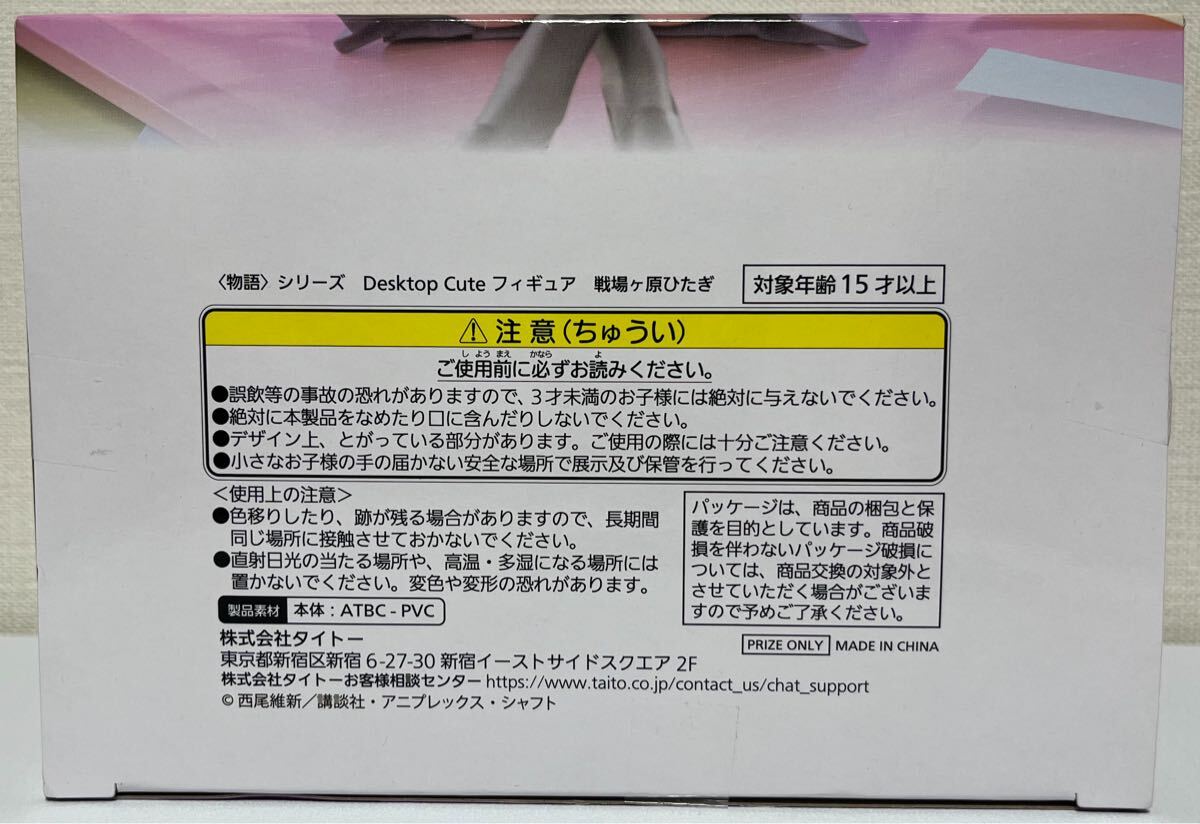 〈物語〉シリーズ Desktop Cute フィギュア 戦場ヶ原ひたぎ 対象年齢 15 才以上
⚠ 注 意 (ちゅうい)
しようまえ かなら よ
ご使用前に必ずお読みください。
●誤飲等の事故の恐れがありますので、3才未満のお子様には絶対に与えないでください。
●絶対に本製品をなめたり口に含んだりしないでください。
●デザイン上、とがっている部分があります。ご使用の際には十分ご注意ください。
●小さなお子様の手の届かない安全な場所で展示及び保管を行ってください。
＜使用上の注意＞
●色移りしたり、跡が残る場合がありますので、長期間
同じ場所に接触させておかないでください。
●直射日光の当たる場所や、高温・多湿になる場所には
置かないでください。変色や変形の恐れがあります。
製品素材 本体：ATBC - PVC
パッケージは、商品の梱包と保
護を目的としています。商品破
損を伴わないパッケージ破損に
ついては、商品交換の対象外と
させていただく場合がございま
すので予めご了承ください。
株式会社タイトー
PRIZE ONLY MADE IN CHINA
東京都新宿区新宿 6-27-30 新宿イーストサイドスクエア 2F
株式会社タイトーお客様相談センター https://www.taito.co.jp/contact_us/chat_support
© 西尾維新／講談社・アニプレックス・シャフト